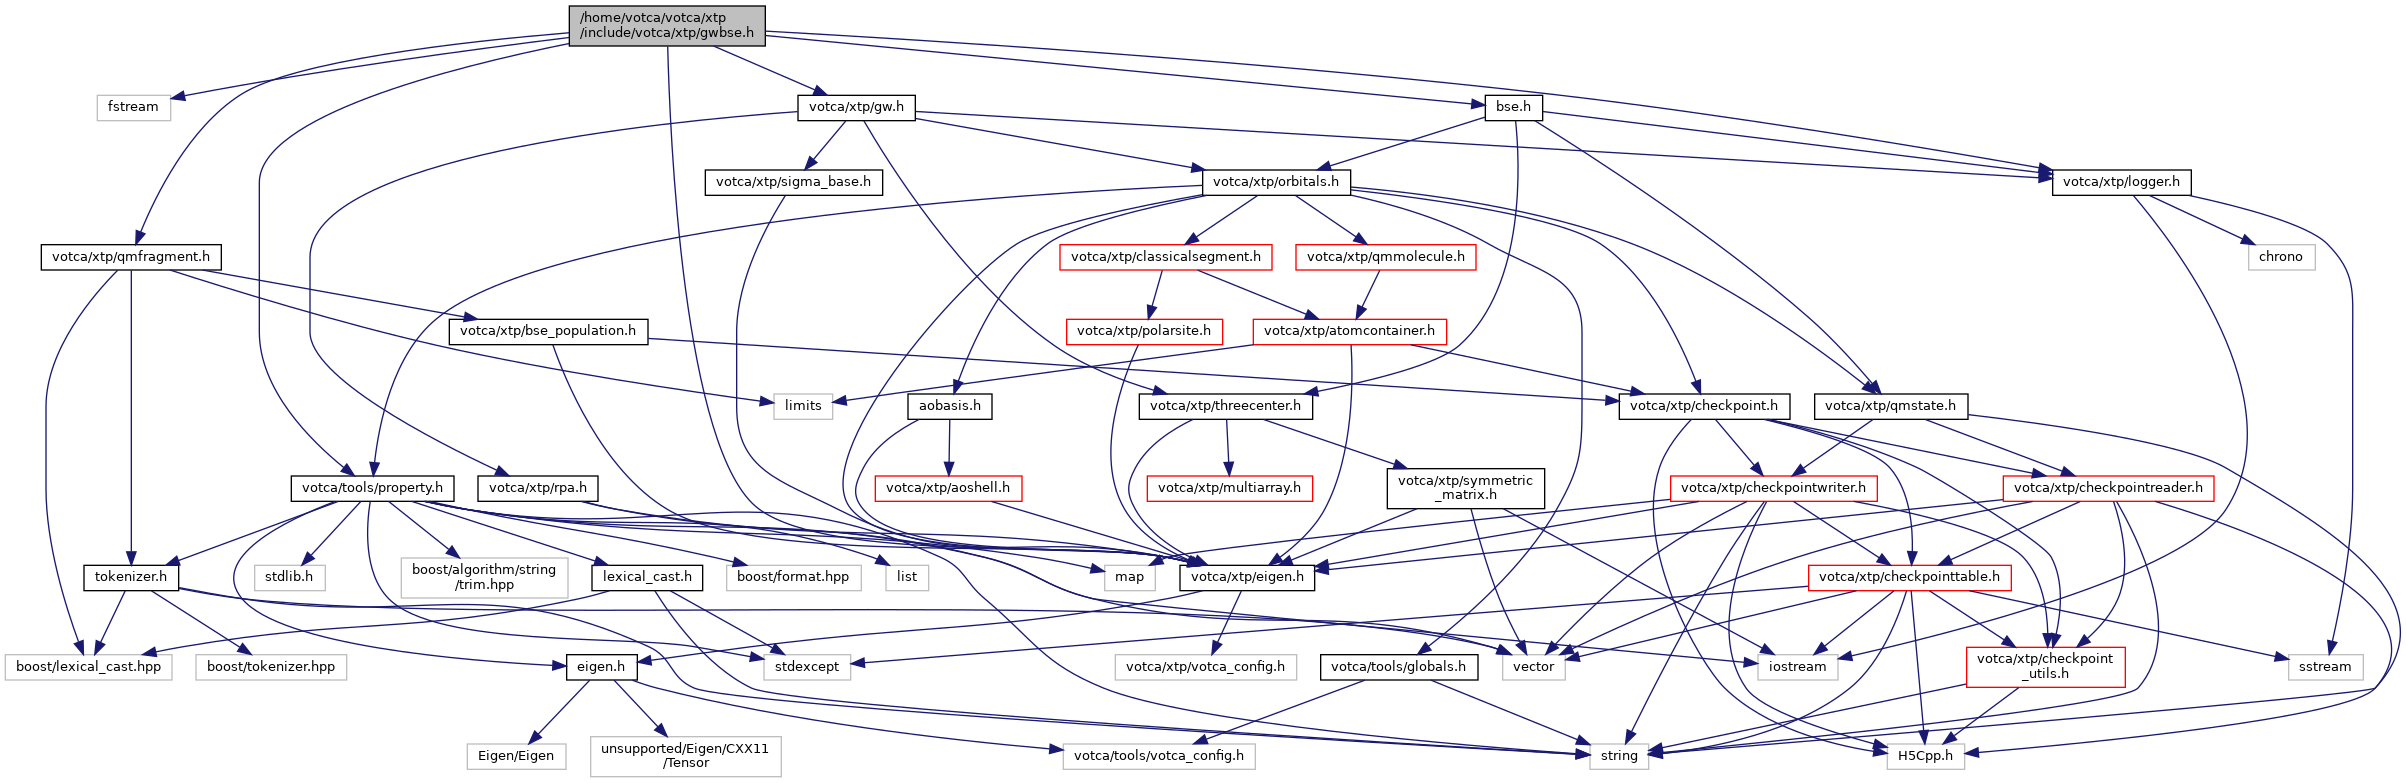 /home/votca/votca/xtp
/include/votca/xtp/gwbse.h
fstream
votca/xtp/gw.h
bse.h
votca/xtp/sigma_base.h
votca/xtp/orbitals.h
votca/xtp/logger.h
votca/xtp/qmfragment.h
votca/xtp/classicalsegment.h
votca/xtp/qmmolecule.h
chrono
votca/xtp/bse_population.h
votca/xtp/polarsite.h
votca/xtp/atomcontainer.h
limits
aobasis.h
votca/xtp/threecenter.h
votca/xtp/checkpoint.h
votca/xtp/qmstate.h
votca/tools/property.h
votca/xtp/rpa.h
votca/xtp/aoshell.h
votca/xtp/multiarray.h
votca/xtp/symmetric
_matrix.h
votca/xtp/checkpointwriter.h
votca/xtp/checkpointreader.h
tokenizer.h
stdlib.h
boost/algorithm/string
/trim.hpp
lexical_cast.h
boost/format.hpp
list
map
votca/xtp/eigen.h
votca/xtp/checkpointtable.h
boost/lexical_cast.hpp
boost/tokenizer.hpp
eigen.h
stdexcept
votca/xtp/votca_config.h
votca/tools/globals.h
vector
iostream
votca/xtp/checkpoint
_utils.h
sstream
Eigen/Eigen
unsupported/Eigen/CXX11
/Tensor
votca/tools/votca_config.h
string
H5Cpp.h